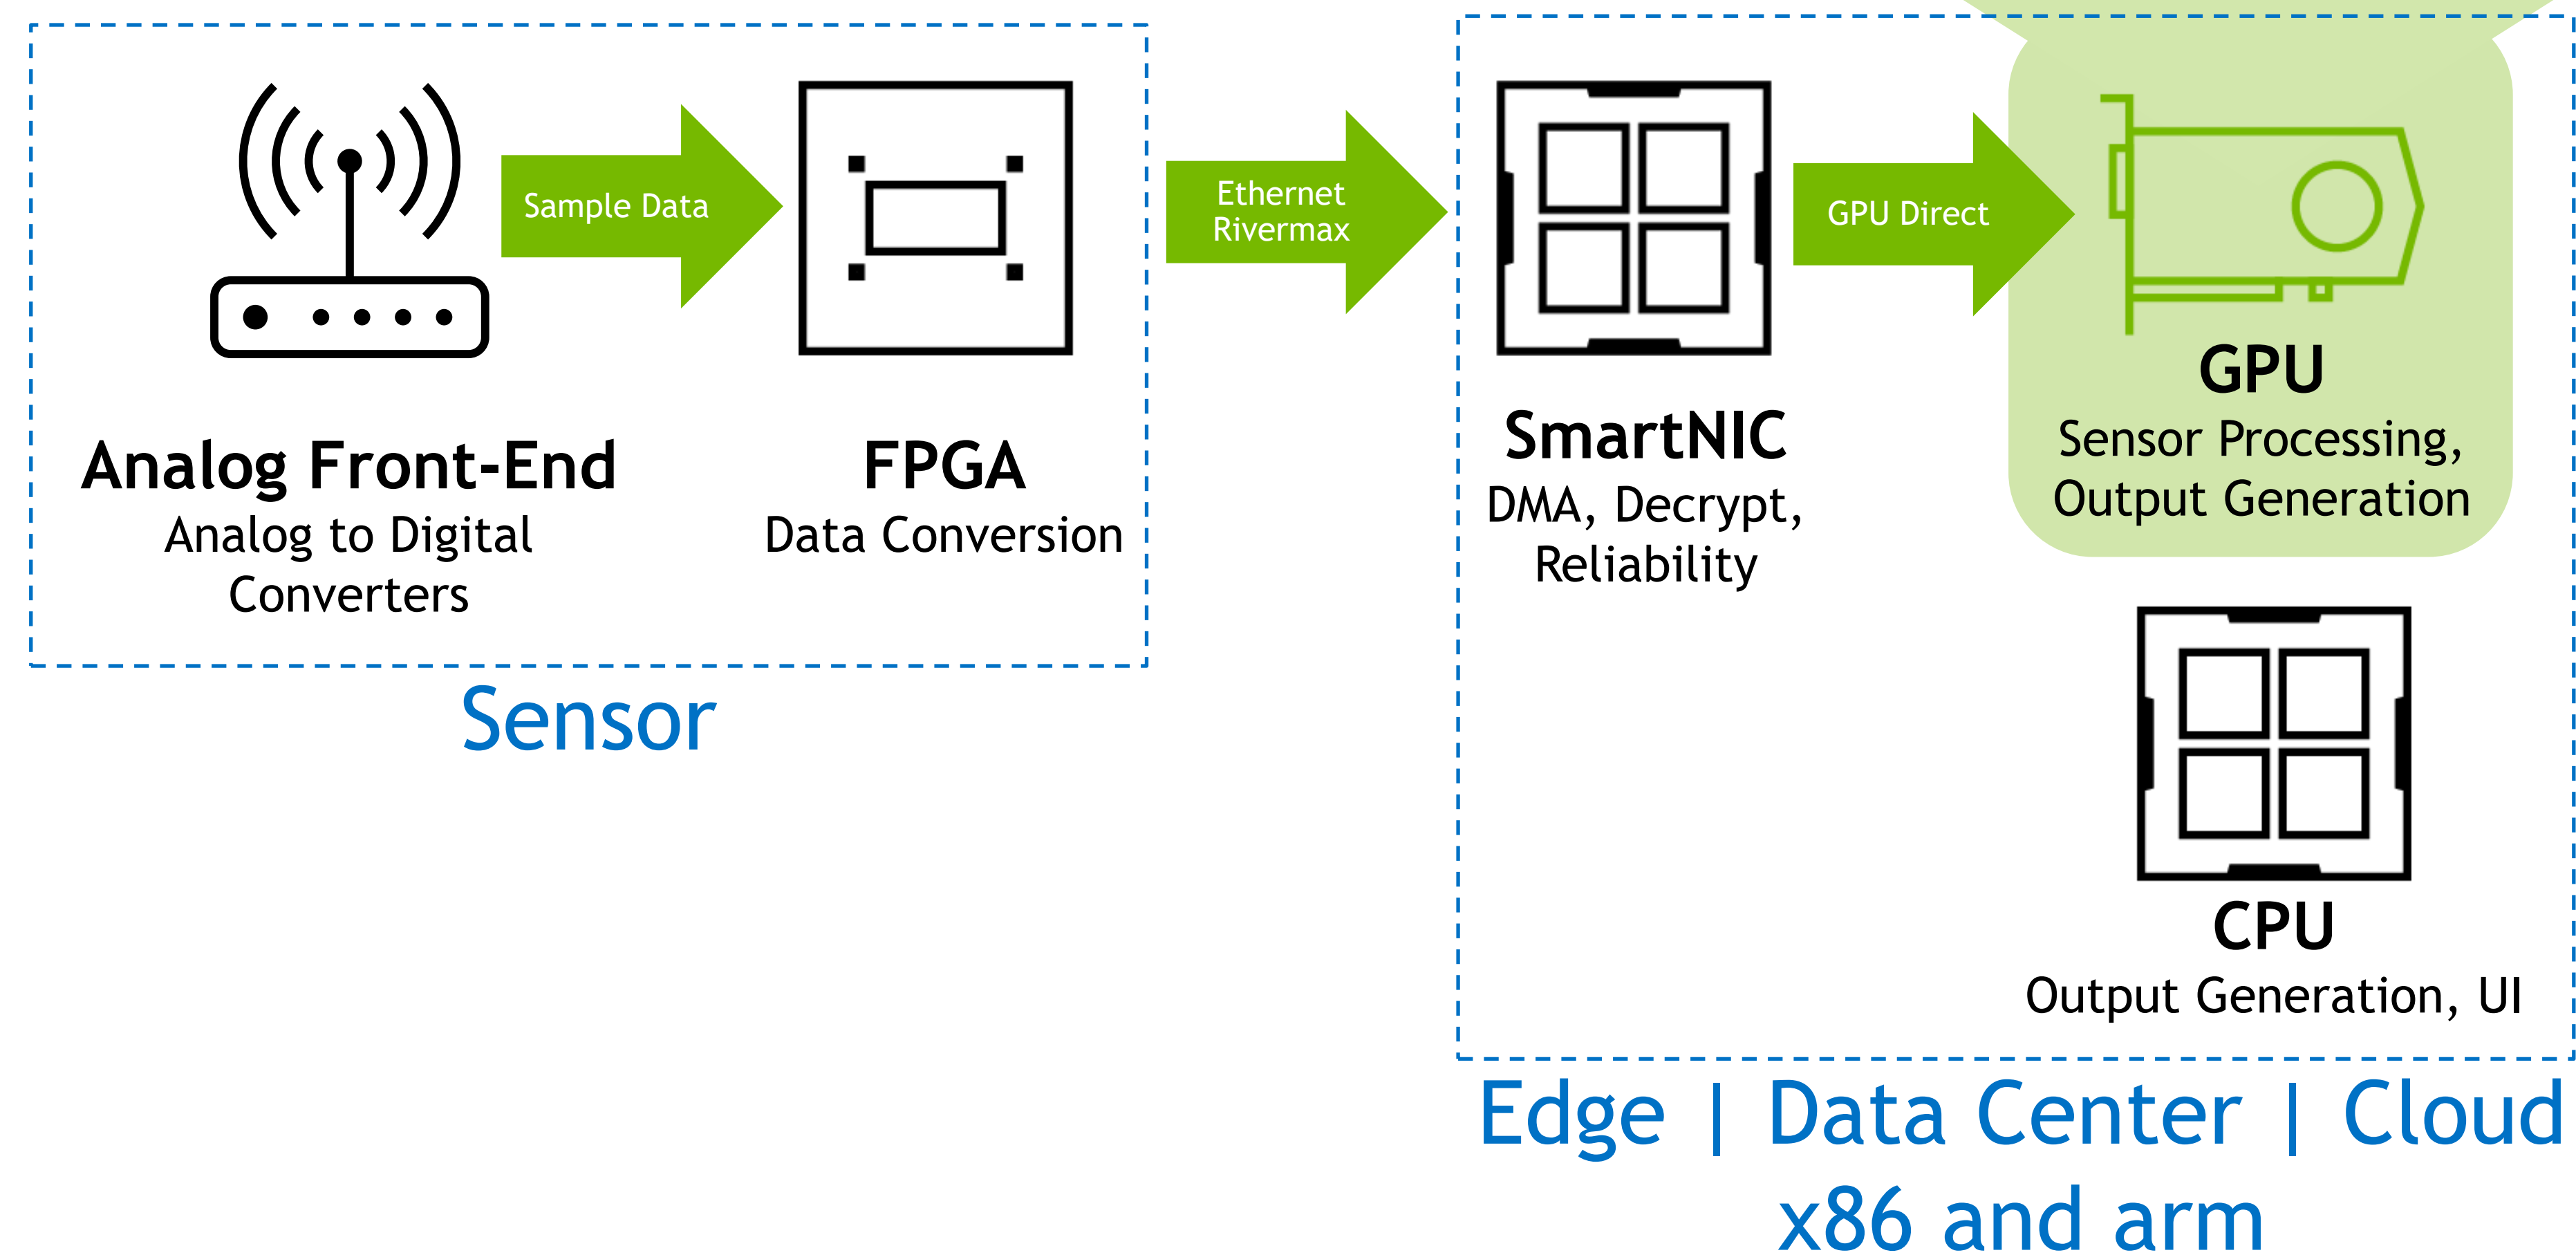 Sample Data
Ethernet
Rivermax
GPU Direct
Analog Front-End
Analog to Digital
Converters
FPGA
Data Conversion
SmartNIC
DMA, Decrypt,
Reliability
GPU
Sensor Processing,
Output Generation
CPU
Output Generation, UI
Sensor
Edge | Data Center | Cloud
x86 and arm